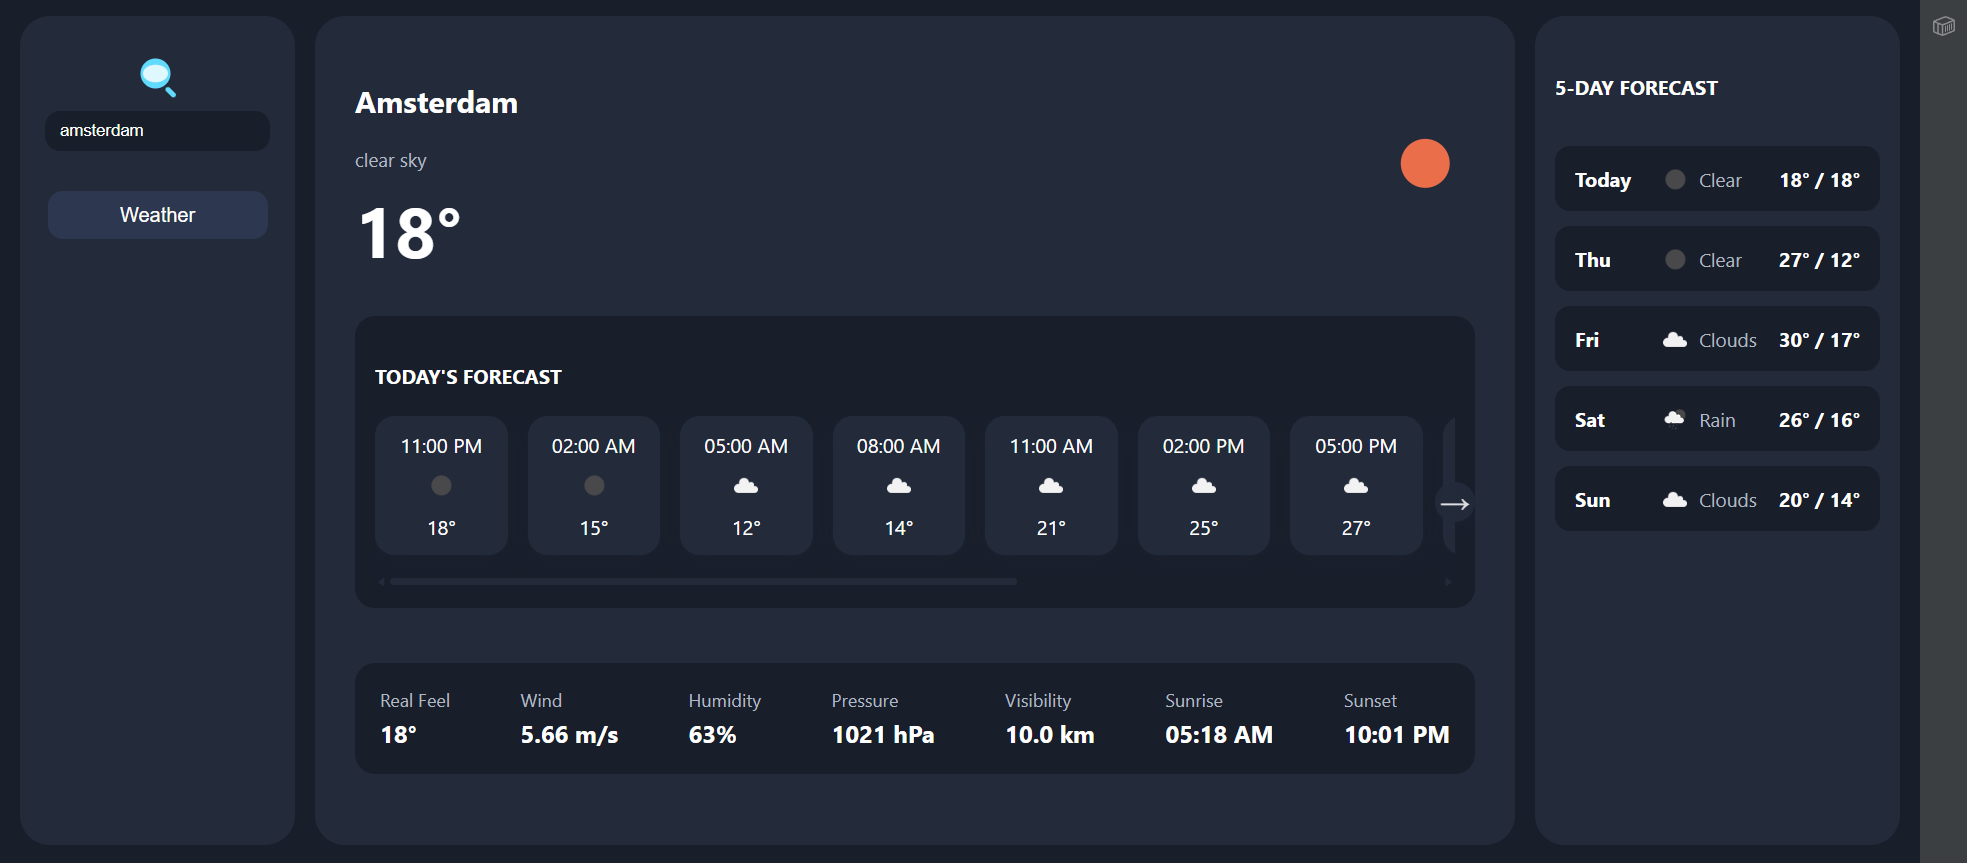 amsterdam
Weather
Amsterdam
clear sky
18°
TODAY'S FORECAST
11:00 PM 02:00 AM 05:00 AM 08:00 AM 11:00 AM 02:00 PM 05:00 PM
18° 15° 12° 14° 21° 25° 27°
Real Feel Wind Humidity Pressure Visibility Sunrise Sunset
18° 5.66 m/s 63% 1021 hPa 10.0 km 05:18 AM 10:01 PM
5-DAY FORECAST
Today Clear 18° / 18°
Thu Clear 27° / 12°
Fri Clouds 30° / 17°
Sat Rain 26° / 16°
Sun Clouds 20° / 14°